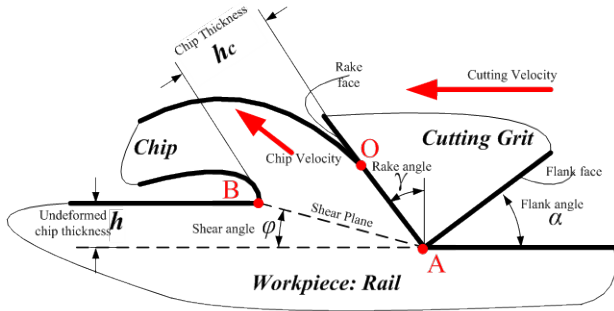 Chip Thickness
hc
Rake
face
Cutting Velocity
Chip
Chip Velocity
O
Cutting Grit
Rake angle
γ
Flank face
B
Undeformed
chip thickness
h
Shear angle
φ
Shear Plane
Flank angle
α
A
Workpiece: Rail